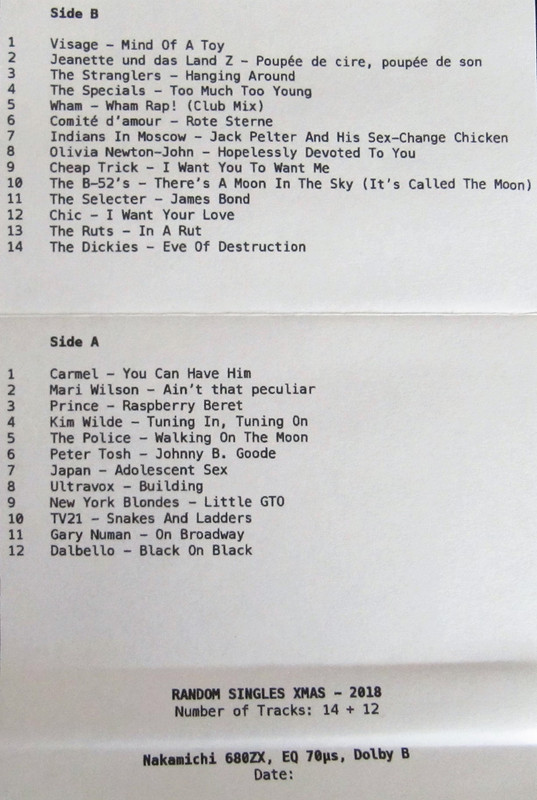 Side B
1 Visage – Mind Of A Toy
2 Jeanette und das Land Z – Poupée de cire, poupée de son
3 The Stranglers – Hanging Around
4 The Specials – Too Much Too Young
5 Wham – Wham Rap! (Club Mix)
6 Comité d'amour – Rote Sterne
7 Indians In Moscow – Jack Pelter And His Sex-Change Chicken
8 Olivia Newton-John – Hopelessly Devoted To You
9 Cheap Trick – I Want You To Want Me
10 The B-52's – There's A Moon In The Sky (It's Called The Moon)
11 The Selecter – James Bond
12 Chic – I Want Your Love
13 The Ruts – In A Rut
14 The Dickies – Eve Of Destruction
Side A
1 Carmel – You Can Have Him
2 Mari Wilson – Ain't that peculiar
3 Prince – Raspberry Beret
4 Kim Wilde – Tuning In, Tuning On
5 The Police – Walking On The Moon
6 Peter Tosh – Johnny B. Goode
7 Japan – Adolescent Sex
8 Ultravox – Building
9 New York Blondes – Little GTO
10 TV21 – Snakes And Ladders
11 Gary Numan – On Broadway
12 Dalbello – Black On Black
RANDOM SINGLES XMAS – 2018
Number of Tracks: 14 + 12
Nakamichi 680ZX, EQ 70µs, Dolby B
Date: